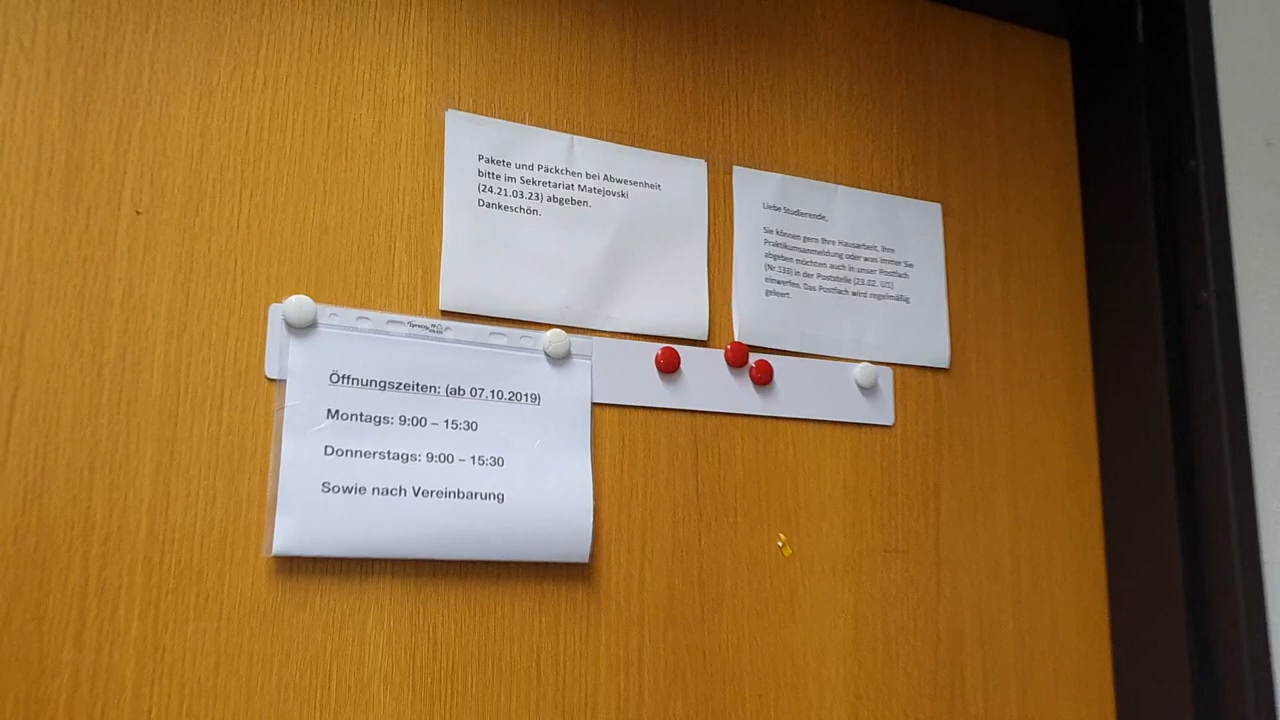 Pakete und Päckchen bei Abwesenheit
bitte im Sekretariat Matejovski
(24.21.03.23) abgeben.
Dankeschön.
Liebe Studierende,
Sie können gern Ihre Hausarbeit, Ihre
Praktikumsanmeldung oder was immer Sie
abgeben möchten auch in unser Postfach
(Nr.133) in der Poststelle (23.02. U1)
einwerfen. Das Postfach wird regelmäßig
geleert.
Öffnungszeiten: (ab 07.10.2019)
Montags: 9:00 – 15:30
Donnerstags: 9:00 – 15:30
Sowie nach Vereinbarung